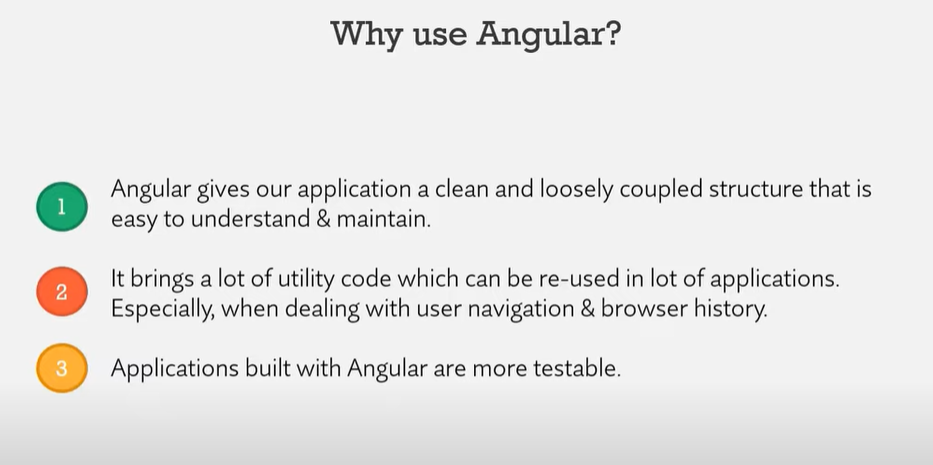 Why use Angular?
1
Angular gives our application a clean and loosely coupled structure that is
easy to understand & maintain.
2
It brings a lot of utility code which can be re-used in lot of applications.
Especially, when dealing with user navigation & browser history.
3
Applications built with Angular are more testable.